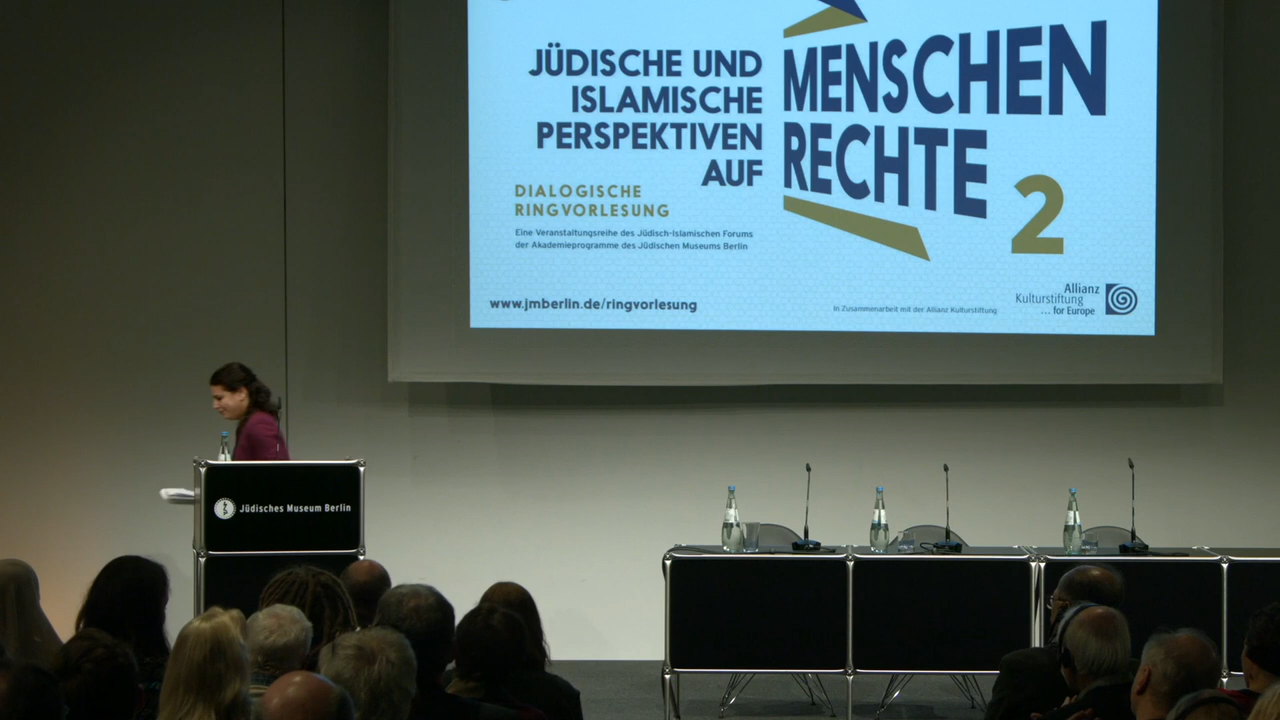 JÜDISCHE UND
ISLAMISCHE
PERSPEKTIVEN
AUF
MENSCHEN
RECHTE 2
DIALOGISCHE
RINGVORLESUNG
Eine Veranstaltungsreihe des Jüdisch-Islamischen Forums
der Akademieprogramme des Jüdischen Museums Berlin
www.jmberlin.de/ringvorlesung
In Zusammenarbeit mit der Allianz Kulturstiftung
Allianz
Kulturstiftung
... for Europe
Jüdisches Museum Berlin